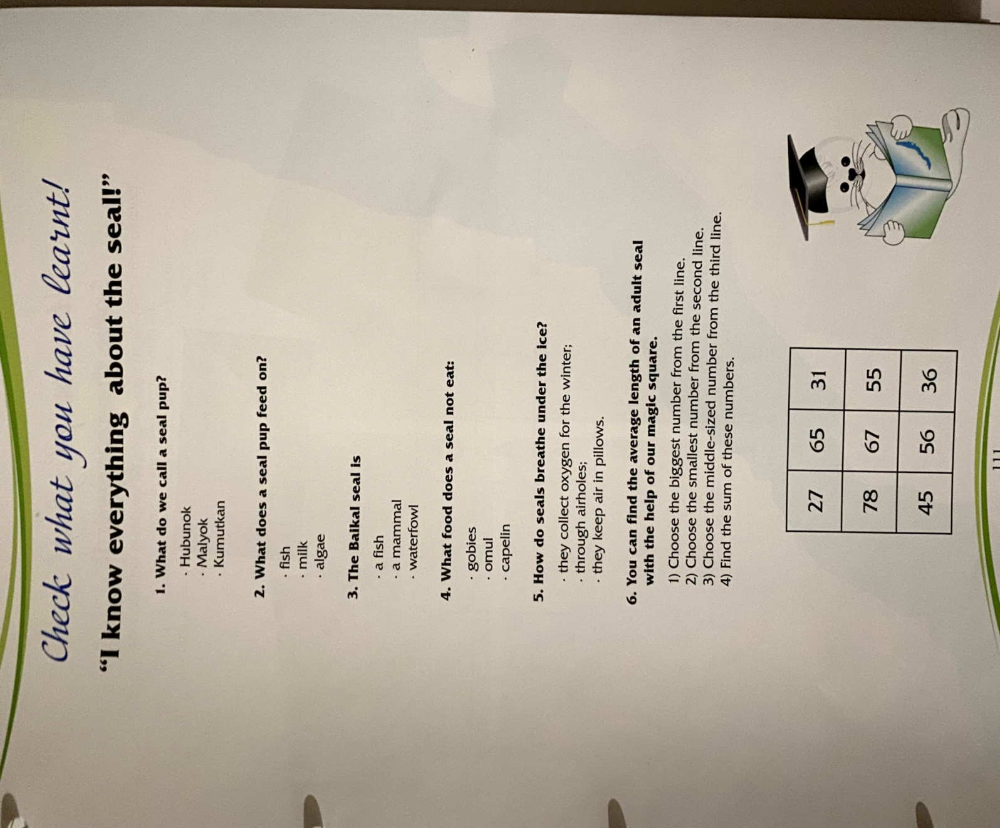 Check what you have learnt!
“I know everything about the seal!”
1. What do we call a seal pup?
· Hubunok
· Malyok
· Kumutkan
2. What does a seal pup feed on?
· fish
· milk
· algae
3. The Baikal seal is
· a fish
· a mammal
· waterfowl
4. What food does a seal not eat:
· gobies
· omul
· capelin
5. How do seals breathe under the ice?
· they collect oxygen for the winter;
· through airholes;
· they keep air in pillows.
6. You can find the average length of an adult seal
with the help of our magic square.
1) Choose the biggest number from the first line.
2) Choose the smallest number from the second line.
3) Choose the middle-sized number from the third line.
4) Find the sum of these numbers.
27 65 31
78 67 55
45 56 36
111